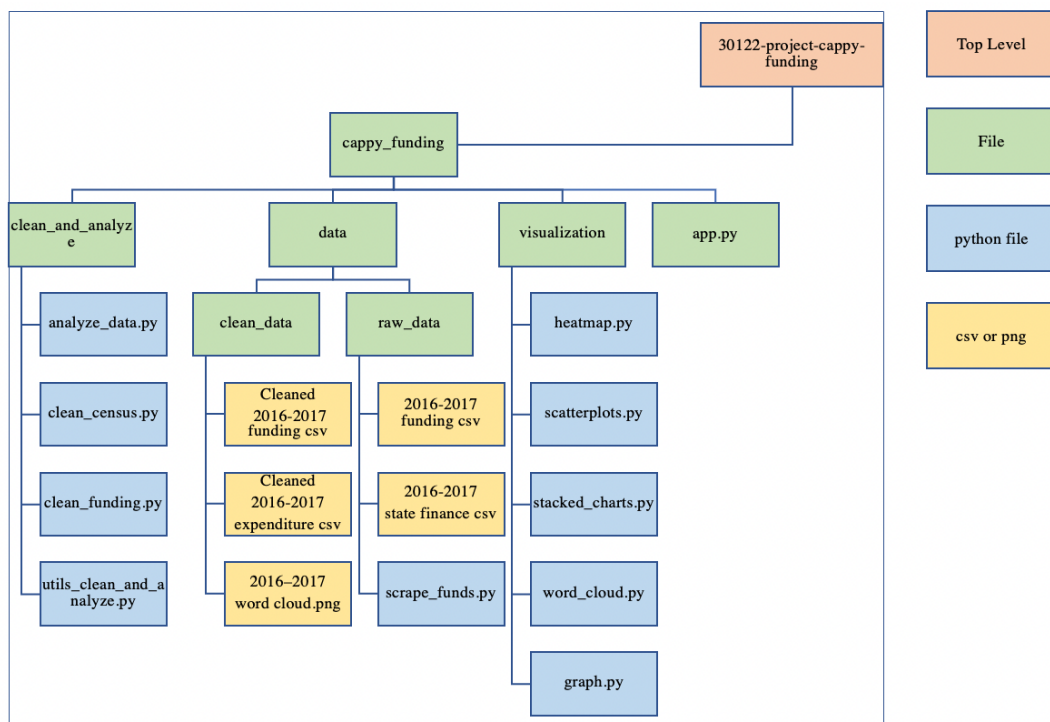 30122-project-cappy-
funding
Top Level
cappy_funding
File
clean_and_analyz
e
data
visualization
app.py
python file
analyze_data.py
clean_data
raw_data
heatmap.py
csv or png
clean_census.py
Cleaned
2016-2017
funding csv
2016-2017
funding csv
scatterplots.py
clean_funding.py
Cleaned
2016-2017
expenditure csv
2016-2017
state finance csv
stacked_charts.py
utils_clean_and_a
nalyze.py
2016–2017
word cloud.png
scrape_funds.py
word_cloud.py
graph.py